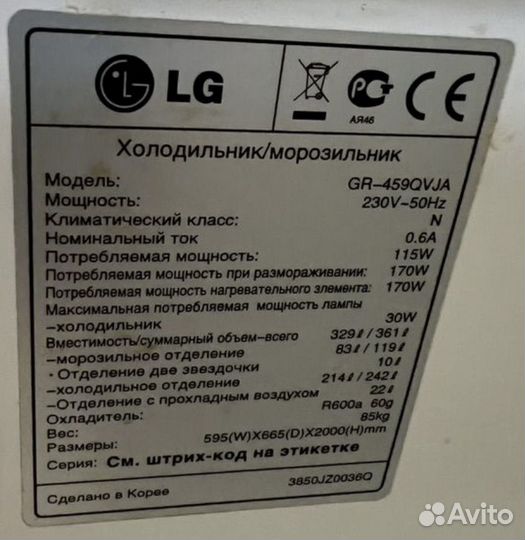 LG
АЯ46
Холодильник/морозильник
Модель: GR-459QVJA
Мощность: 230V~50Hz
Климатический класс: N
Номинальный ток 0.6A
Потребляемая мощность: 115W
Потребляемая мощность при размораживании: 170W
Потребляемая мощность нагревательного элемента: 170W
Максимальная потребляемая мощность лампы
-холодильник 30W
Вместимость/суммарный объем-всего 329ℓ/361ℓ
-морозильное отделение 83ℓ/119ℓ
·Отделение две звездочки 10ℓ
-холодильное отделение 214ℓ/242ℓ
-Отделение с прохладным воздухом 22ℓ
Охладитель: R600a 60g
Вес: 85kg
Размеры: 595(W)X665(D)X2000(H)mm
Серия: См. штрих-код на этикетке
Сделано в Корее 3850JZ0036Q
Avito